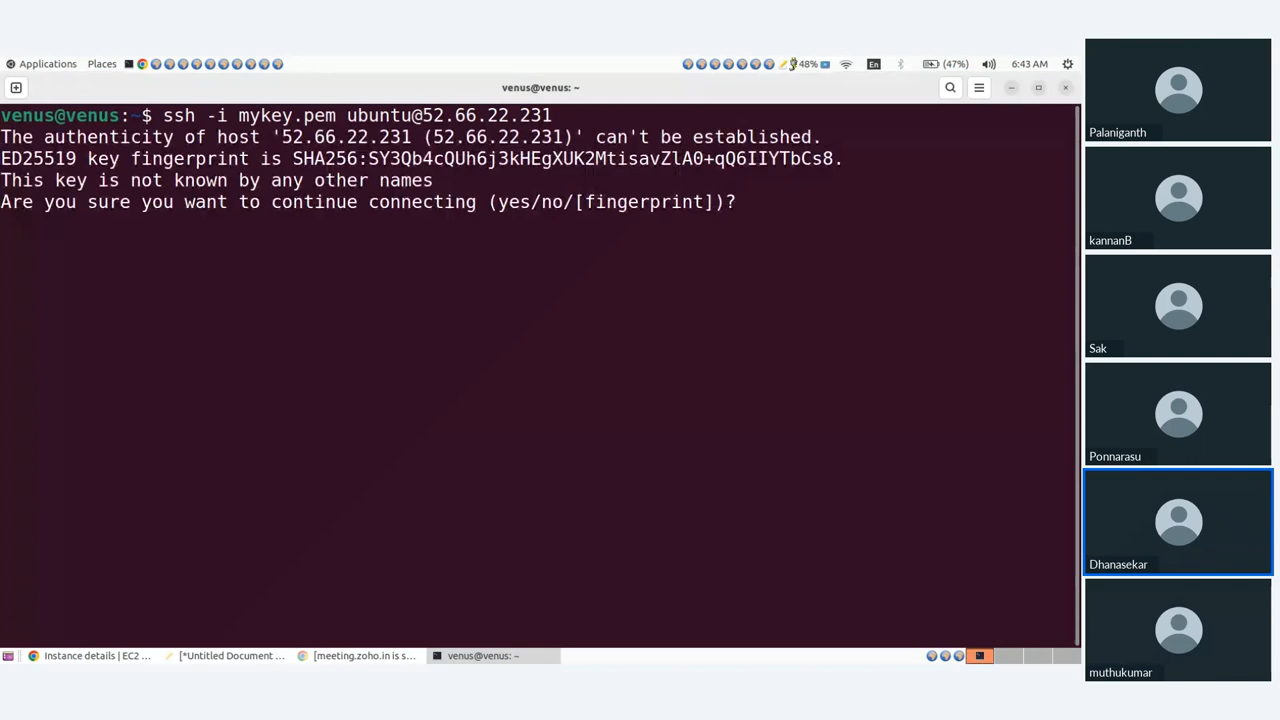 Applications Places 48% En (47%) 6:43 AM
venus@venus: ~
venus@venus:~$ ssh -i mykey.pem ubuntu@52.66.22.231
The authenticity of host '52.66.22.231 (52.66.22.231)' can't be established.
ED25519 key fingerprint is SHA256:SY3Qb4cQUh6j3kHEgXUK2MtisavZlA0+qQ6IIYTbCs8.
This key is not known by any other names
Are you sure you want to continue connecting (yes/no/[fingerprint])?
Instance details | EC2 ... [*Untitled Document ... [meeting.zoho.in is s... venus@venus: ~
Palaniganth
kannanB
Sak
Ponnarasu
Dhanasekar
muthukumar